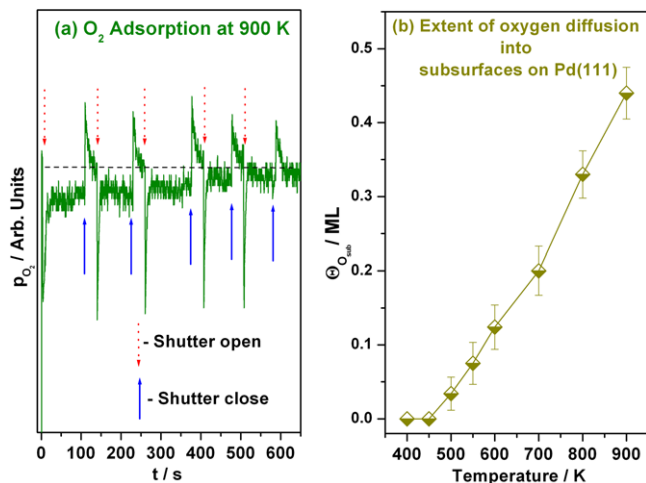 (a) O₂ Adsorption at 900 K
p_O₂ / Arb. Units
- Shutter open
- Shutter close
0 100 200 300 400 500 600
t / s
(b) Extent of oxygen diffusion
into
subsurfaces on Pd(111)
Θ_O_sub / ML
0.5
0.4
0.3
0.2
0.1
0.0
400 500 600 700 800 900
Temperature / K